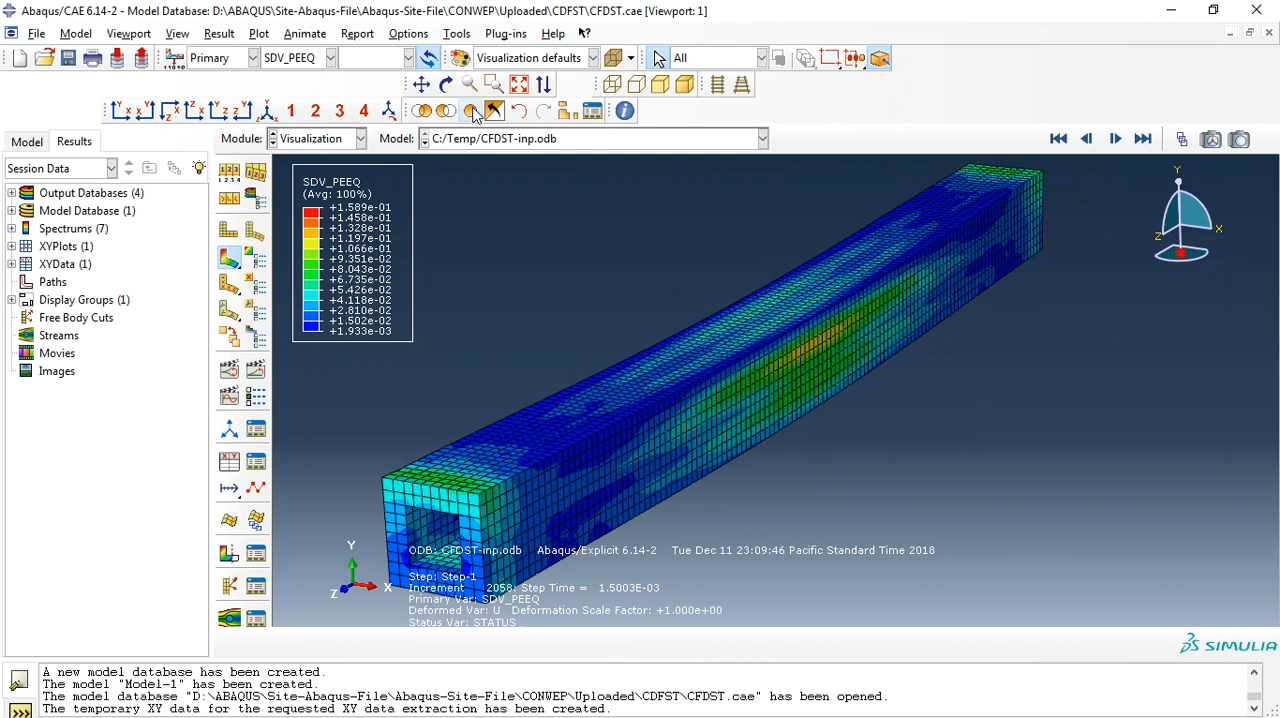 Abaqus/CAE 6.14-2 - Model Database: D:\ABAQUS\Site-Abaqus-File\Abaqus-Site-File\CONWEP\Uploaded\CDFST\CFDST.cae [Viewport: 1]
File Model Viewport View Result Plot Animate Report Options Tools Plug-ins Help
Primary SDV_PEEQ Visualization defaults All
1 2 3 4
Model Results Module: Visualization Model: C:/Temp/CFDST-inp.odb
Session Data
Output Databases (4)
Model Database (1)
Spectrums (7)
XYPlots (1)
XYData (1)
Paths
Display Groups (1)
Free Body Cuts
Streams
Movies
Images
SDV_PEEQ
(Avg: 100%)
+1.589e-01
+1.458e-01
+1.328e-01
+1.197e-01
+1.066e-01
+9.351e-02
+8.043e-02
+6.735e-02
+5.426e-02
+4.118e-02
+2.810e-02
+1.502e-02
+1.933e-03
Y
Z X
Y
X
Z
ODB: CFDST-inp.odb Abaqus/Explicit 6.14-2 Tue Dec 11 23:09:46 Pacific Standard Time 2018
Step: Step-1
Increment 2058: Step Time = 1.5003E-03
Primary Var: SDV_PEEQ
Deformed Var: U Deformation Scale Factor: +1.000e+00
Status Var: STATUS
SIMULIA
A new model database has been created.
The model "Model-1" has been created.
The model database "D:\ABAQUS\Site-Abaqus-File\Abaqus-Site-File\CONWEP\Uploaded\CDFST\CFDST.cae" has been opened.
The temporary XY data for the requested XY data extraction has been created.